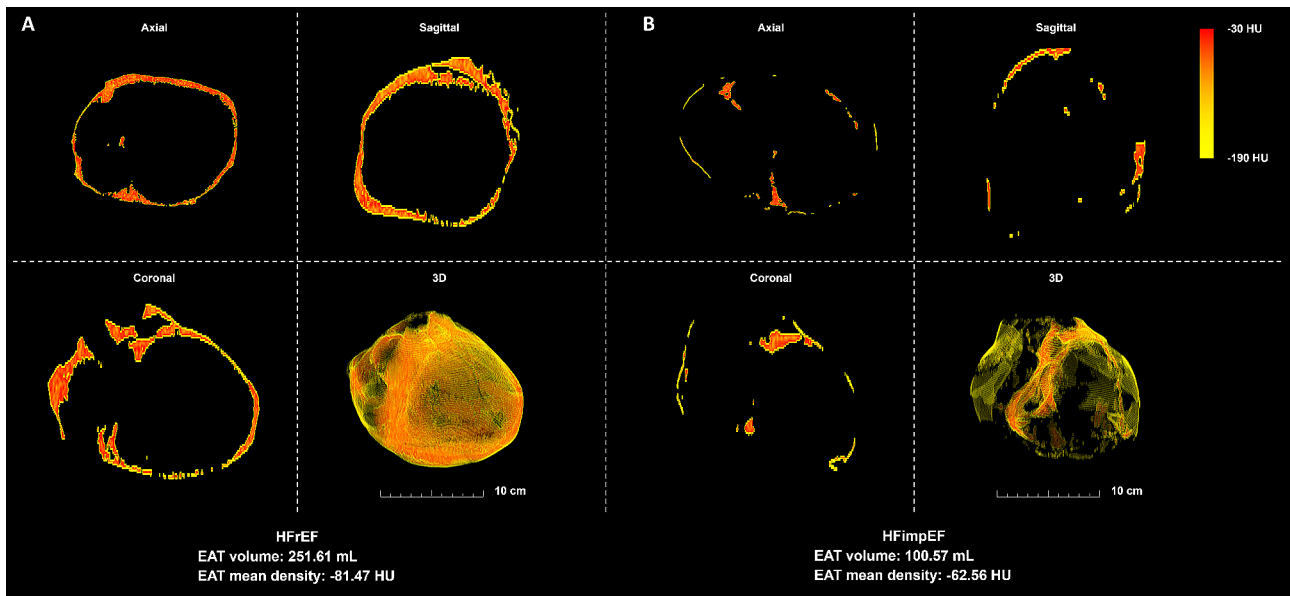 A
Axial
Sagittal
Coronal
3D
10 cm
HFrEF
EAT volume: 251.61 mL
EAT mean density: -81.47 HU
B
Axial
Sagittal
-30 HU
-190 HU
Coronal
3D
10 cm
HFimpEF
EAT volume: 100.57 mL
EAT mean density: -62.56 HU